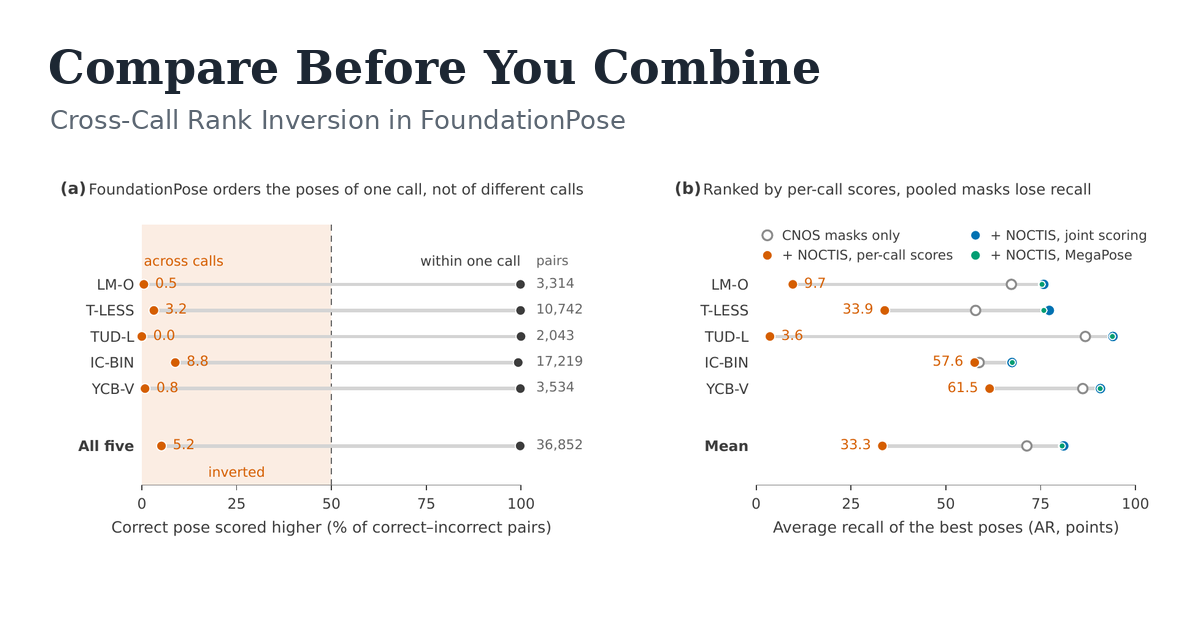 Compare Before You Combine
Cross-Call Rank Inversion in FoundationPose
(a) FoundationPose orders the poses of one call, not of different calls
across calls within one call pairs
LM-O 0.5 3,314
T-LESS 3.2 10,742
TUD-L 0.0 2,043
IC-BIN 8.8 17,219
YCB-V 0.8 3,534
All five 5.2 36,852
inverted
0 25 50 75 100
Correct pose scored higher (% of correct–incorrect pairs)
(b) Ranked by per-call scores, pooled masks lose recall
CNOS masks only + NOCTIS, joint scoring
+ NOCTIS, per-call scores + NOCTIS, MegaPose
LM-O 9.7
T-LESS 33.9
TUD-L 3.6
IC-BIN 57.6
YCB-V 61.5
Mean 33.3
0 25 50 75 100
Average recall of the best poses (AR, points)